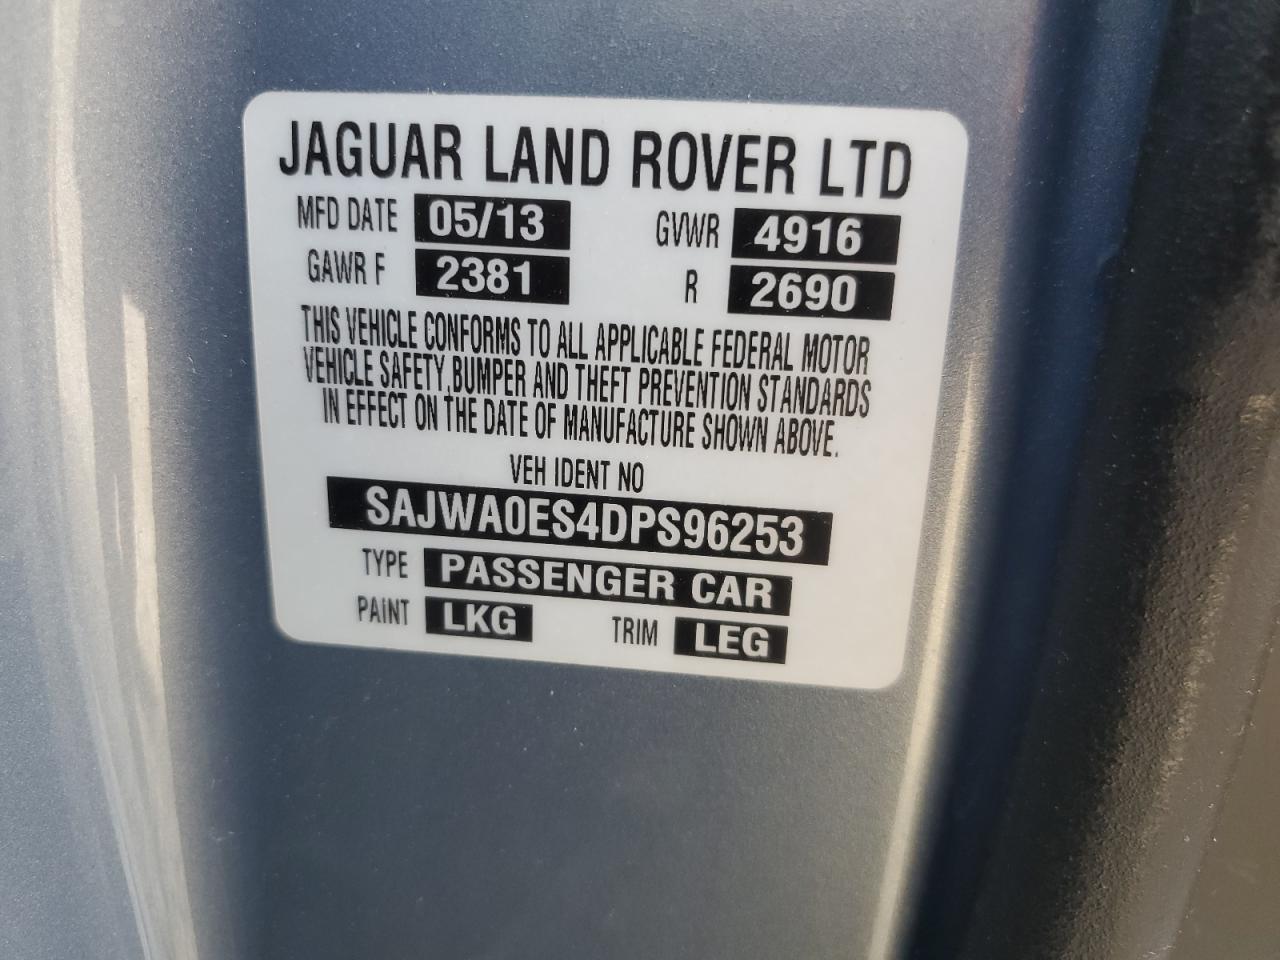 JAGUAR LAND ROVER LTD
MFD DATE 05/13 GVWR 4916
GAWR F 2381 R 2690
THIS VEHICLE CONFORMS TO ALL APPLICABLE FEDERAL MOTOR
VEHICLE SAFETY,BUMPER AND THEFT PREVENTION STANDARDS
IN EFFECT ON THE DATE OF MANUFACTURE SHOWN ABOVE.
VEH IDENT NO
SAJWA0ES4DPS96253
TYPE PASSENGER CAR
PAINT LKG TRIM LEG